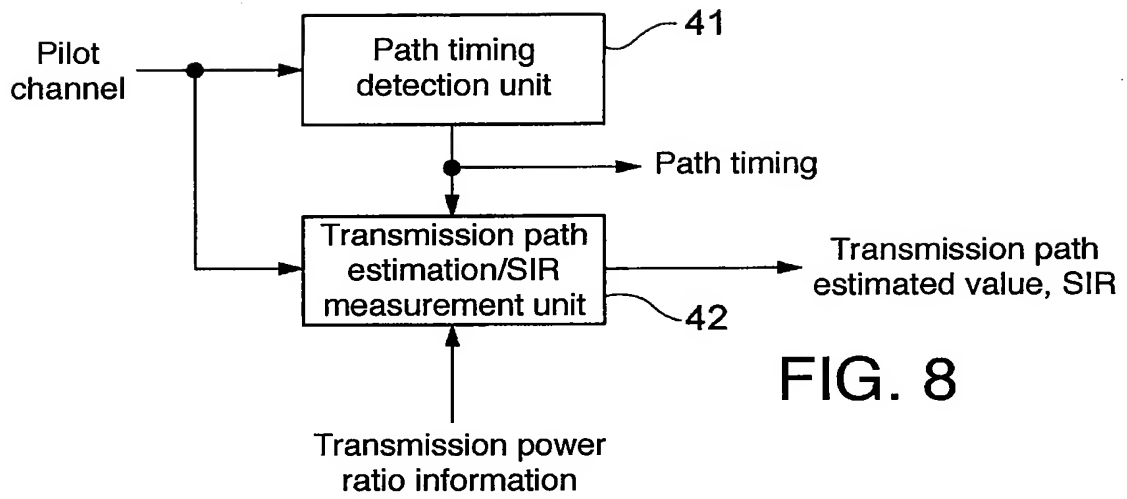 Pilot
channel
Path timing
detection unit
41
Path timing
Transmission path
estimation/SIR
measurement unit
42
Transmission path
estimated value, SIR
Transmission power
ratio information
FIG. 8